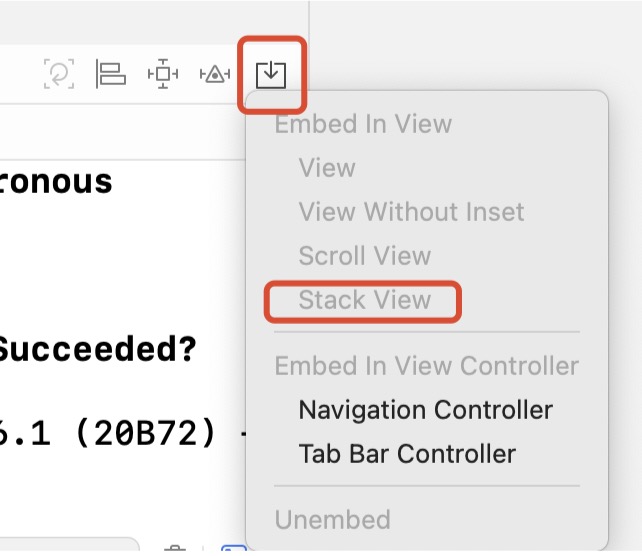 Embed In View
View
ronous
View Without Inset
Scroll View
Stack View
Succeeded?
Embed In View Controller
Navigation Controller
6.1 (20B72) -
Tab Bar Controller
Unembed